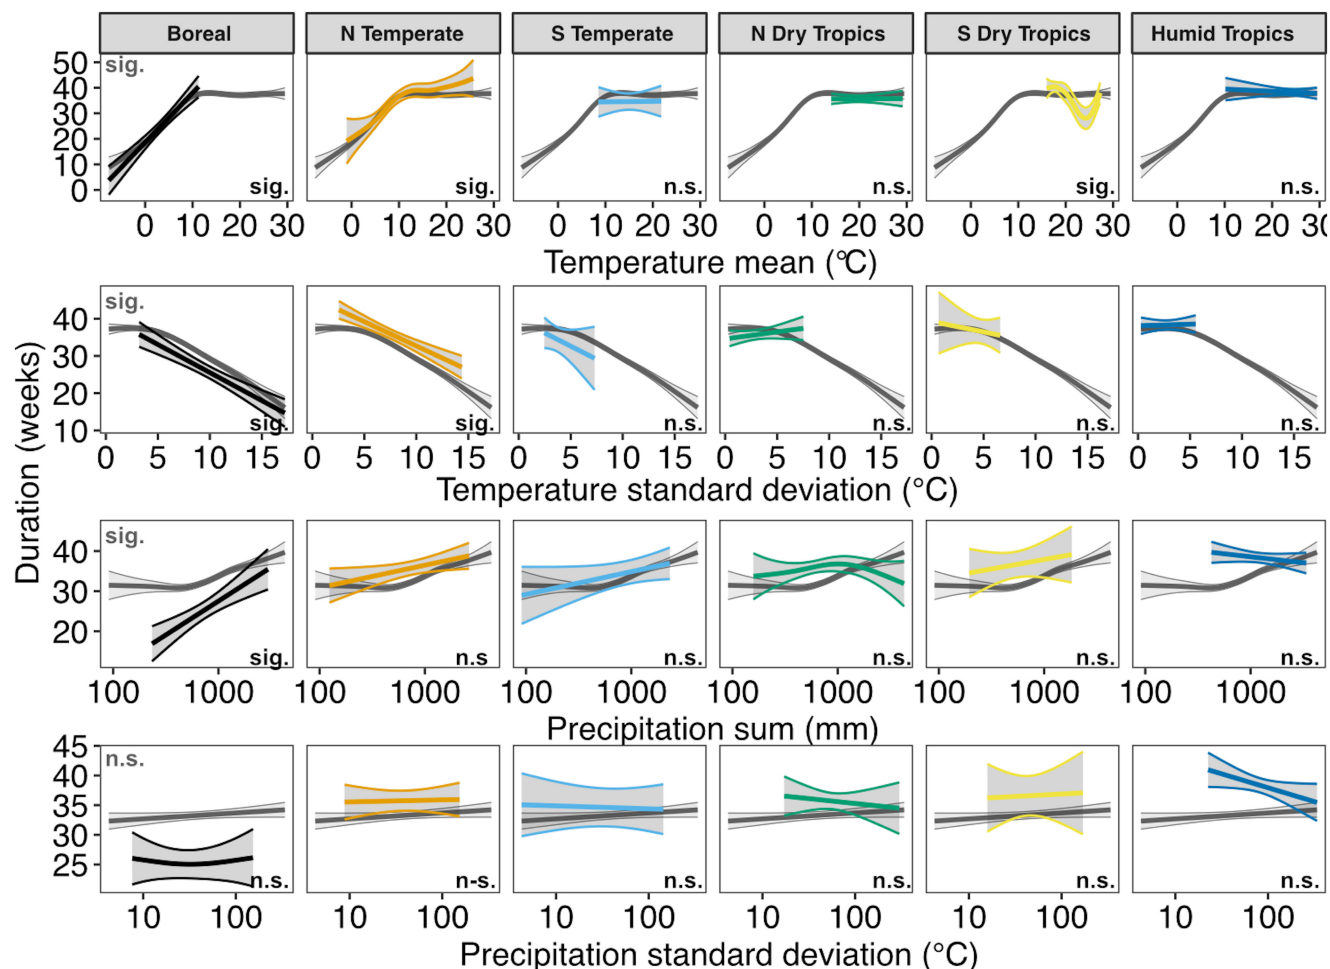 Boreal N Temperate S Temperate N Dry Tropics S Dry Tropics Humid Tropics
50
40
30
20
10
0
sig.
sig. sig. n.s. n.s. sig. n.s.
0 10 20 30 0 10 20 30 0 10 20 30 0 10 20 30 0 10 20 30 0 10 20 30
Temperature mean (°C)
Duration (weeks)
40
30
20
10
sig.
sig. sig. n.s. n.s. n.s. n.s.
0 5 10 15 0 5 10 15 0 5 10 15 0 5 10 15 0 5 10 15 0 5 10 15
Temperature standard deviation (°C)
40
30
20
sig.
sig. n.s n.s. n.s. n.s. n.s.
100 1000 100 1000 100 1000 100 1000 100 1000 100 1000
Precipitation sum (mm)
45
40
35
30
25
n.s.
n.s. n-s. n.s. n.s. n.s. n.s.
10 100 10 100 10 100 10 100 10 100 10 100
Precipitation standard deviation (°C)